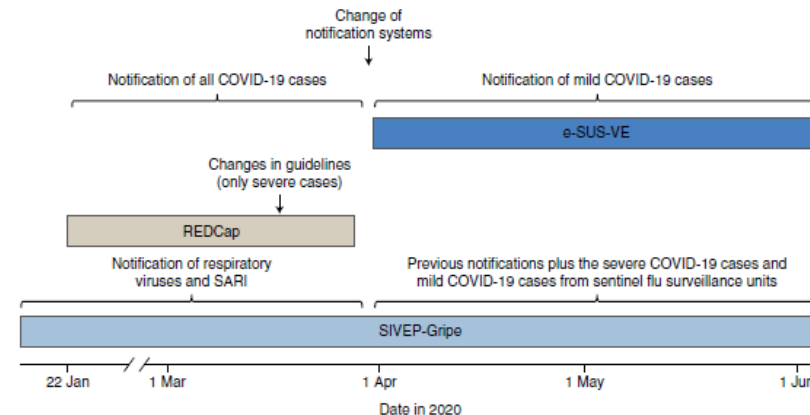 Change of
notification systems
Notification of all COVID-19 cases
Notification of mild COVID-19 cases
e-SUS-VE
Changes in guidelines
(only severe cases)
REDCap
Notification of respiratory
viruses and SARI
Previous notifications plus the severe COVID-19 cases and
mild COVID-19 cases from sentinel flu surveillance units
SIVEP-Gripe
22 Jan
1 Mar
1 Apr
1 May
1 Jun
Date in 2020